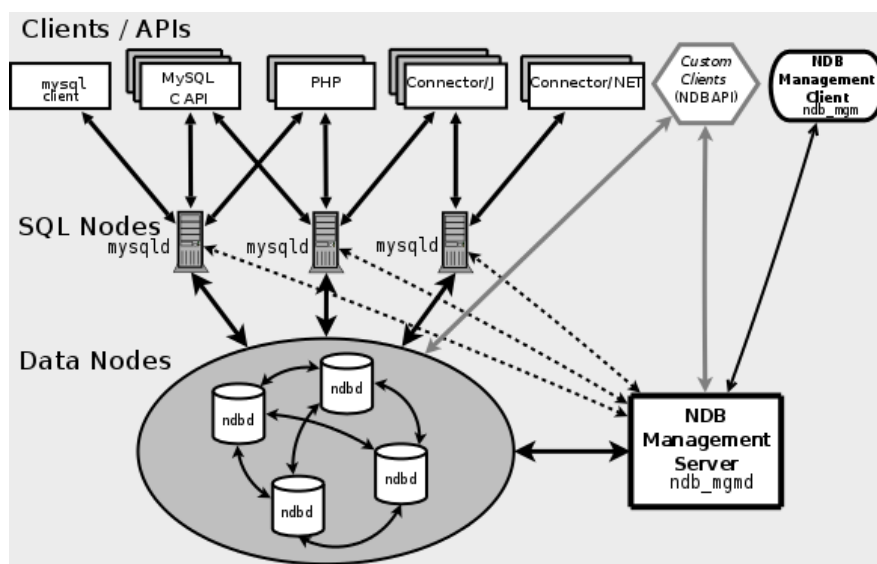 Clients / APIs
mysql
client
MySQL
C API
PHP
Connector/J
Connector/NET
Custom
Clients
(NDBAPI)
NDB
Management
Client
ndb_mgm
SQL Nodes
mysqld
mysqld
mysqld
Data Nodes
ndbd
ndbd
ndbd
ndbd
NDB
Management
Server
ndb_mgmd